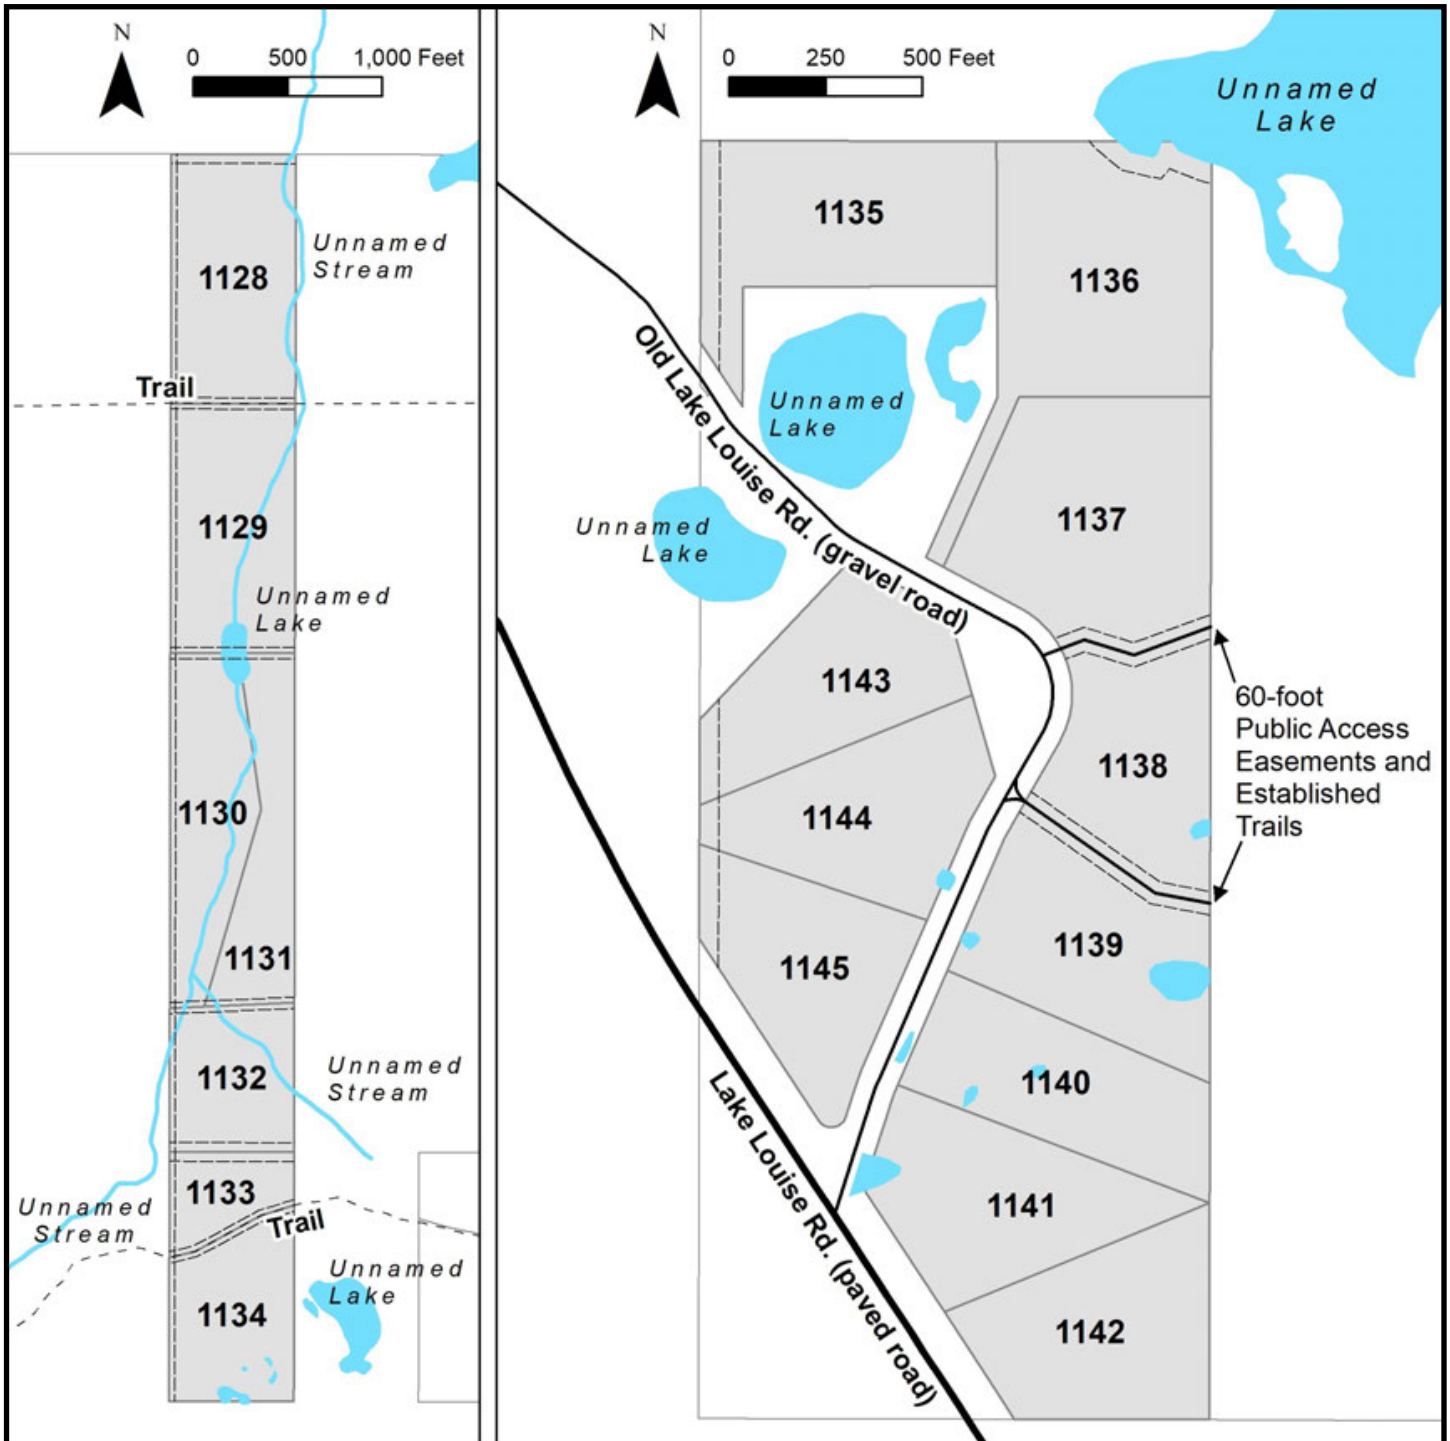 N
0 500 1,000 Feet
Unnamed
Stream
1128
Trail
1129
Unnamed
Lake
1130
1131
1132
Unnamed
Stream
1133
Unnamed
Stream
Trail
Unnamed
Lake
1134
N
0 250 500 Feet
Unnamed
Lake
1135
1136
Old Lake Louise Rd. (gravel road)
Unnamed
Lake
Unnamed
Lake
1137
1143
60-foot
Public Access
Easements and
Established
Trails
1138
1144
1139
1145
1140
Lake Louise Rd. (paved road)
1141
1142